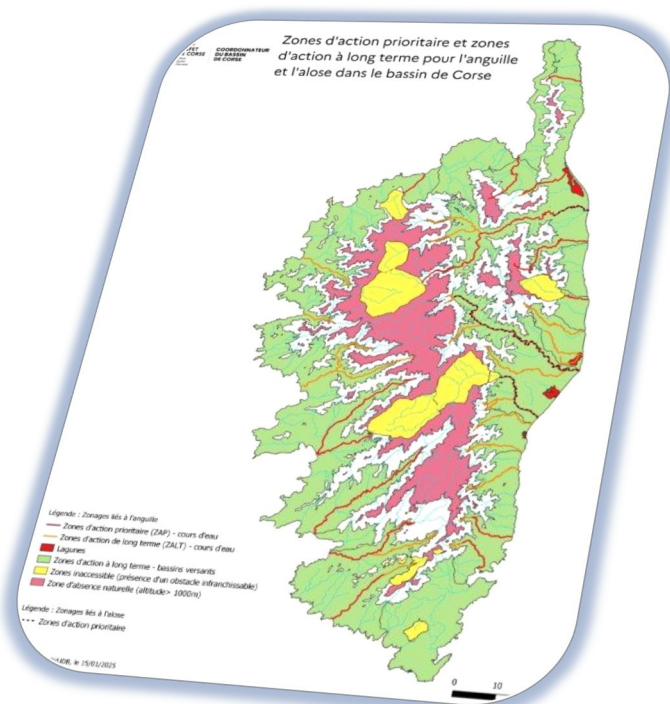 COORDONNATEUR
DU BASSIN
DE CORSE
Zones d'action prioritaire et zones
d'action à long terme pour l'anguille
et l'alose dans le bassin de Corse
Légende : Zonages liés à l'anguille
Zones d'action prioritaire (ZAP) - cours d'eau
Zones d'action de long terme (ZALT) - cours d'eau
Lagunes
Zones d'action à long terme - bassins versants
Zones inaccessible (présence d'un obstacle infranchissable)
Zone d'absence naturelle (altitude> 1000m)
Légende : Zonages liés à l'alose
Zones d'action prioritaire
le 15/01/2025
0 10